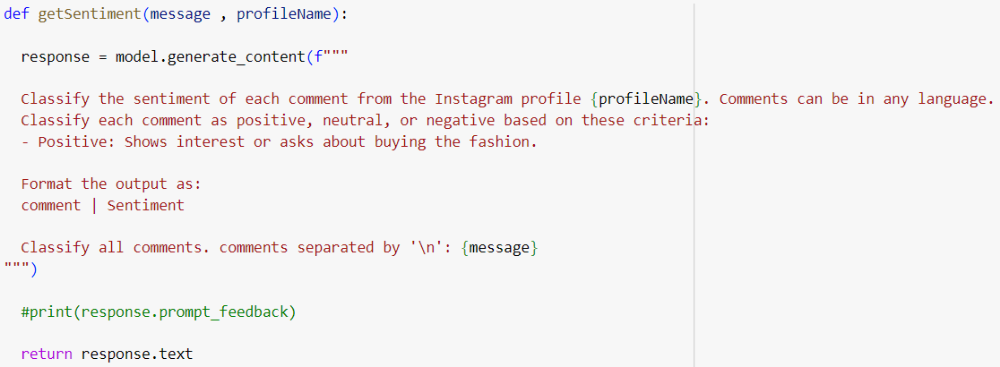 def getSentiment(message , profileName):
response = model.generate_content(f"""
Classify the sentiment of each comment from the Instagram profile {profileName}. Comments can be in any language.
Classify each comment as positive, neutral, or negative based on these criteria:
- Positive: Shows interest or asks about buying the fashion.
Format the output as:
comment | Sentiment
Classify all comments. comments separated by '\n': {message}
""")
#print(response.prompt_feedback)
return response.text